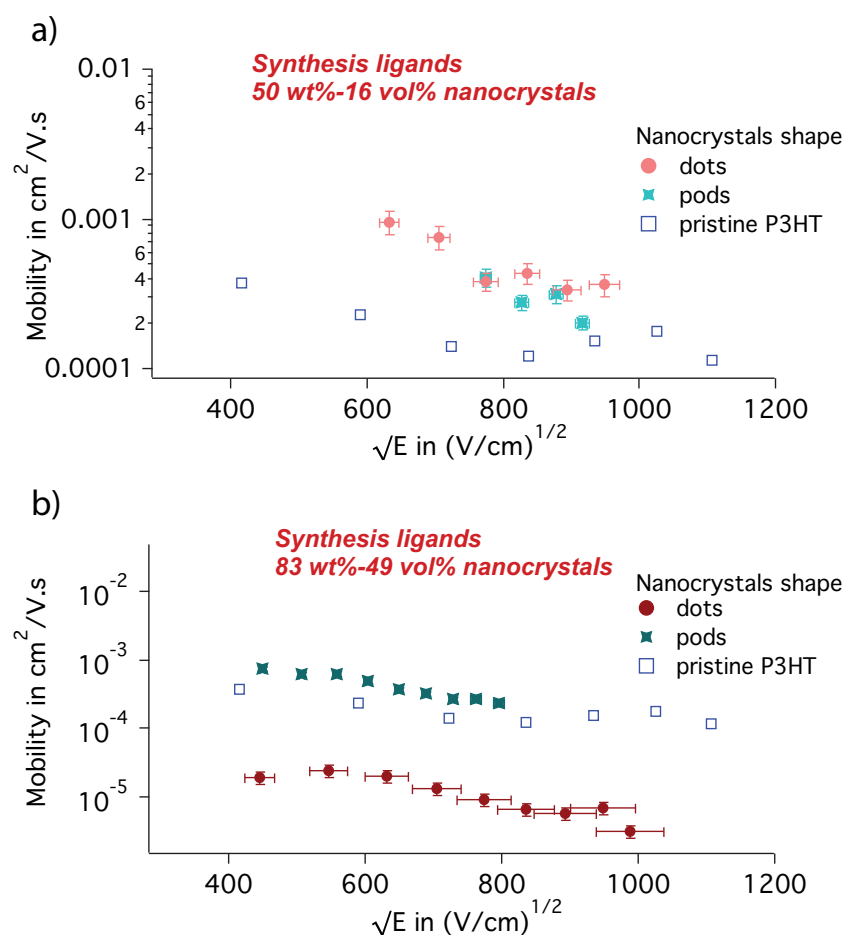 a)
Synthesis ligands
50 wt%-16 vol% nanocrystals
Mobility in cm²/V.s
0.01
6
4
2
0.001
6
4
2
0.0001
Nanocrystals shape
dots
pods
pristine P3HT
400 600 800 1000 1200
√E in (V/cm)^1/2
b)
Synthesis ligands
83 wt%-49 vol% nanocrystals
Mobility in cm²/V.s
10^-2
10^-3
10^-4
10^-5
Nanocrystals shape
dots
pods
pristine P3HT
400 600 800 1000 1200
√E in (V/cm)^1/2